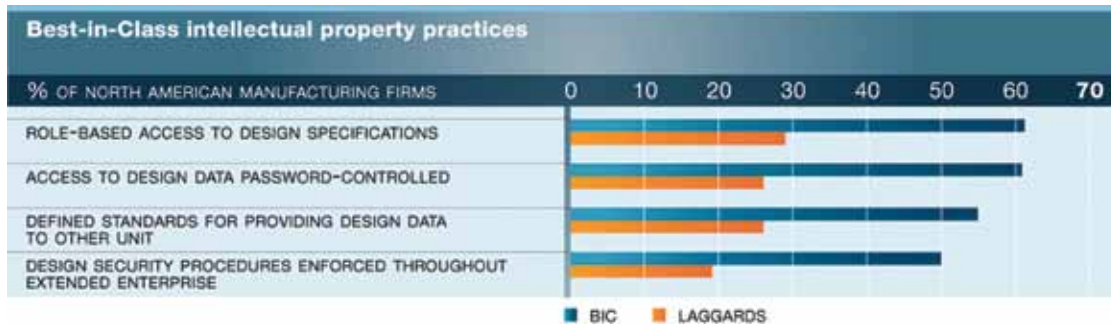 Best-in-Class intellectual property practices
% OF NORTH AMERICAN MANUFACTURING FIRMS 0 10 20 30 40 50 60 70
ROLE-BASED ACCESS TO DESIGN SPECIFICATIONS
ACCESS TO DESIGN DATA PASSWORD-CONTROLLED
DEFINED STANDARDS FOR PROVIDING DESIGN DATA
TO OTHER UNIT
DESIGN SECURITY PROCEDURES ENFORCED THROUGHOUT
EXTENDED ENTERPRISE
BIC LAGGARDS